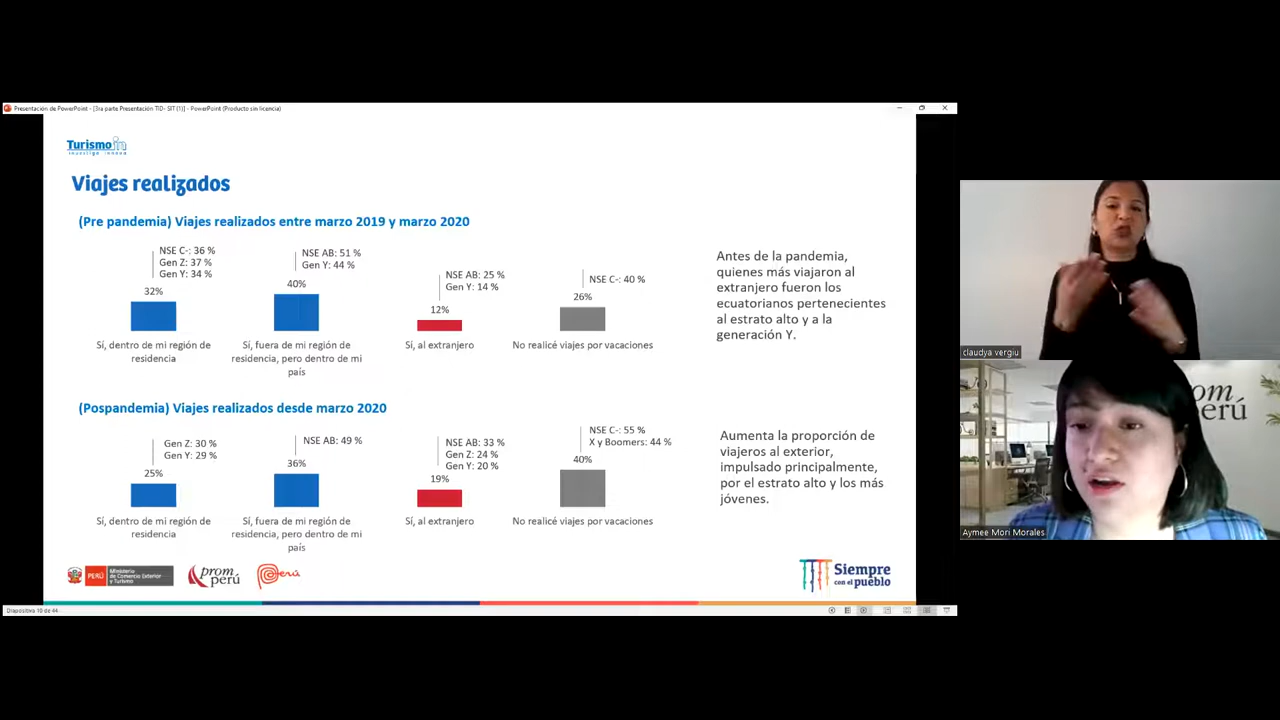 Presentación de PowerPoint - [3ra parte Presentación TID- SIT (1)] - PowerPoint (Producto sin licencia)
Turismo in
investiga innova
Viajes realizados
(Pre pandemia) Viajes realizados entre marzo 2019 y marzo 2020
NSE C-: 36 %
Gen Z: 37 %
Gen Y: 34 %
32%
Sí, dentro de mi región de
residencia
NSE AB: 51 %
Gen Y: 44 %
40%
Sí, fuera de mi región de
residencia, pero dentro de mi
país
NSE AB: 25 %
Gen Y: 14 %
12%
Sí, al extranjero
NSE C-: 40 %
26%
No realicé viajes por vacaciones
Antes de la pandemia,
quienes más viajaron al
extranjero fueron los
ecuatorianos pertenecientes
al estrato alto y a la
generación Y.
(Pospandemia) Viajes realizados desde marzo 2020
Gen Z: 30 %
Gen Y: 29 %
25%
Sí, dentro de mi región de
residencia
NSE AB: 49 %
36%
Sí, fuera de mi región de
residencia, pero dentro de mi
país
NSE AB: 33 %
Gen Z: 24 %
Gen Y: 20 %
19%
Sí, al extranjero
NSE C-: 55 %
X y Boomers: 44 %
40%
No realicé viajes por vacaciones
Aumenta la proporción de
viajeros al exterior,
impulsado principalmente,
por el estrato alto y los más
jóvenes.
PERÚ
Ministerio
de Comercio Exterior
y Turismo
prom
perú
Perú
Siempre
con el pueblo
Diapositiva 10 de 44
claudya vergiu
prom
perú
Aymee Mori Morales